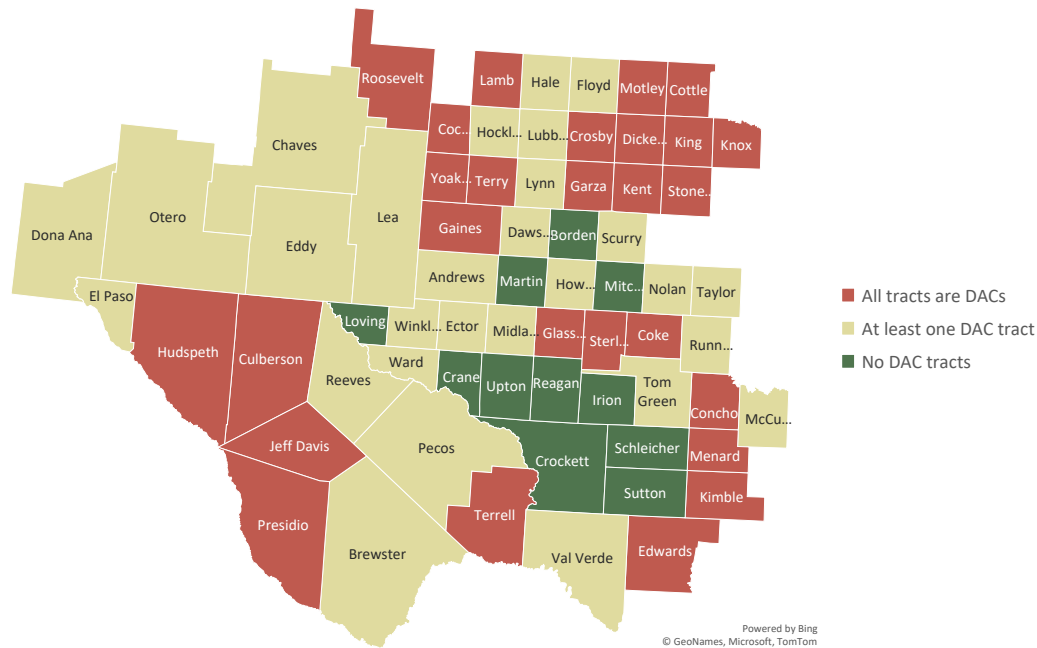 Roosevelt
Lamb
Hale
Floyd
Motley
Cottle
Coc...
Hockl...
Lubb...
Crosby
Dicke...
King
Knox
Chaves
Yoak...
Terry
Lynn
Garza
Kent
Stone...
Otero
Lea
Dona Ana
Eddy
Gaines
Daws...
Borden
Scurry
Andrews
Martin
How...
Mitc...
Nolan
Taylor
El Paso
All tracts are DACs
At least one DAC tract
No DAC tracts
Loving
Winkl...
Ector
Midla...
Glass...
Sterl...
Coke
Runn...
Hudspeth
Culberson
Ward
Reeves
Crane
Upton
Reagan
Irion
Tom
Green
Concho
McCu...
Jeff Davis
Pecos
Crockett
Schleicher
Menard
Sutton
Kimble
Presidio
Terrell
Brewster
Val Verde
Edwards
Powered by Bing
© GeoNames, Microsoft, TomTom